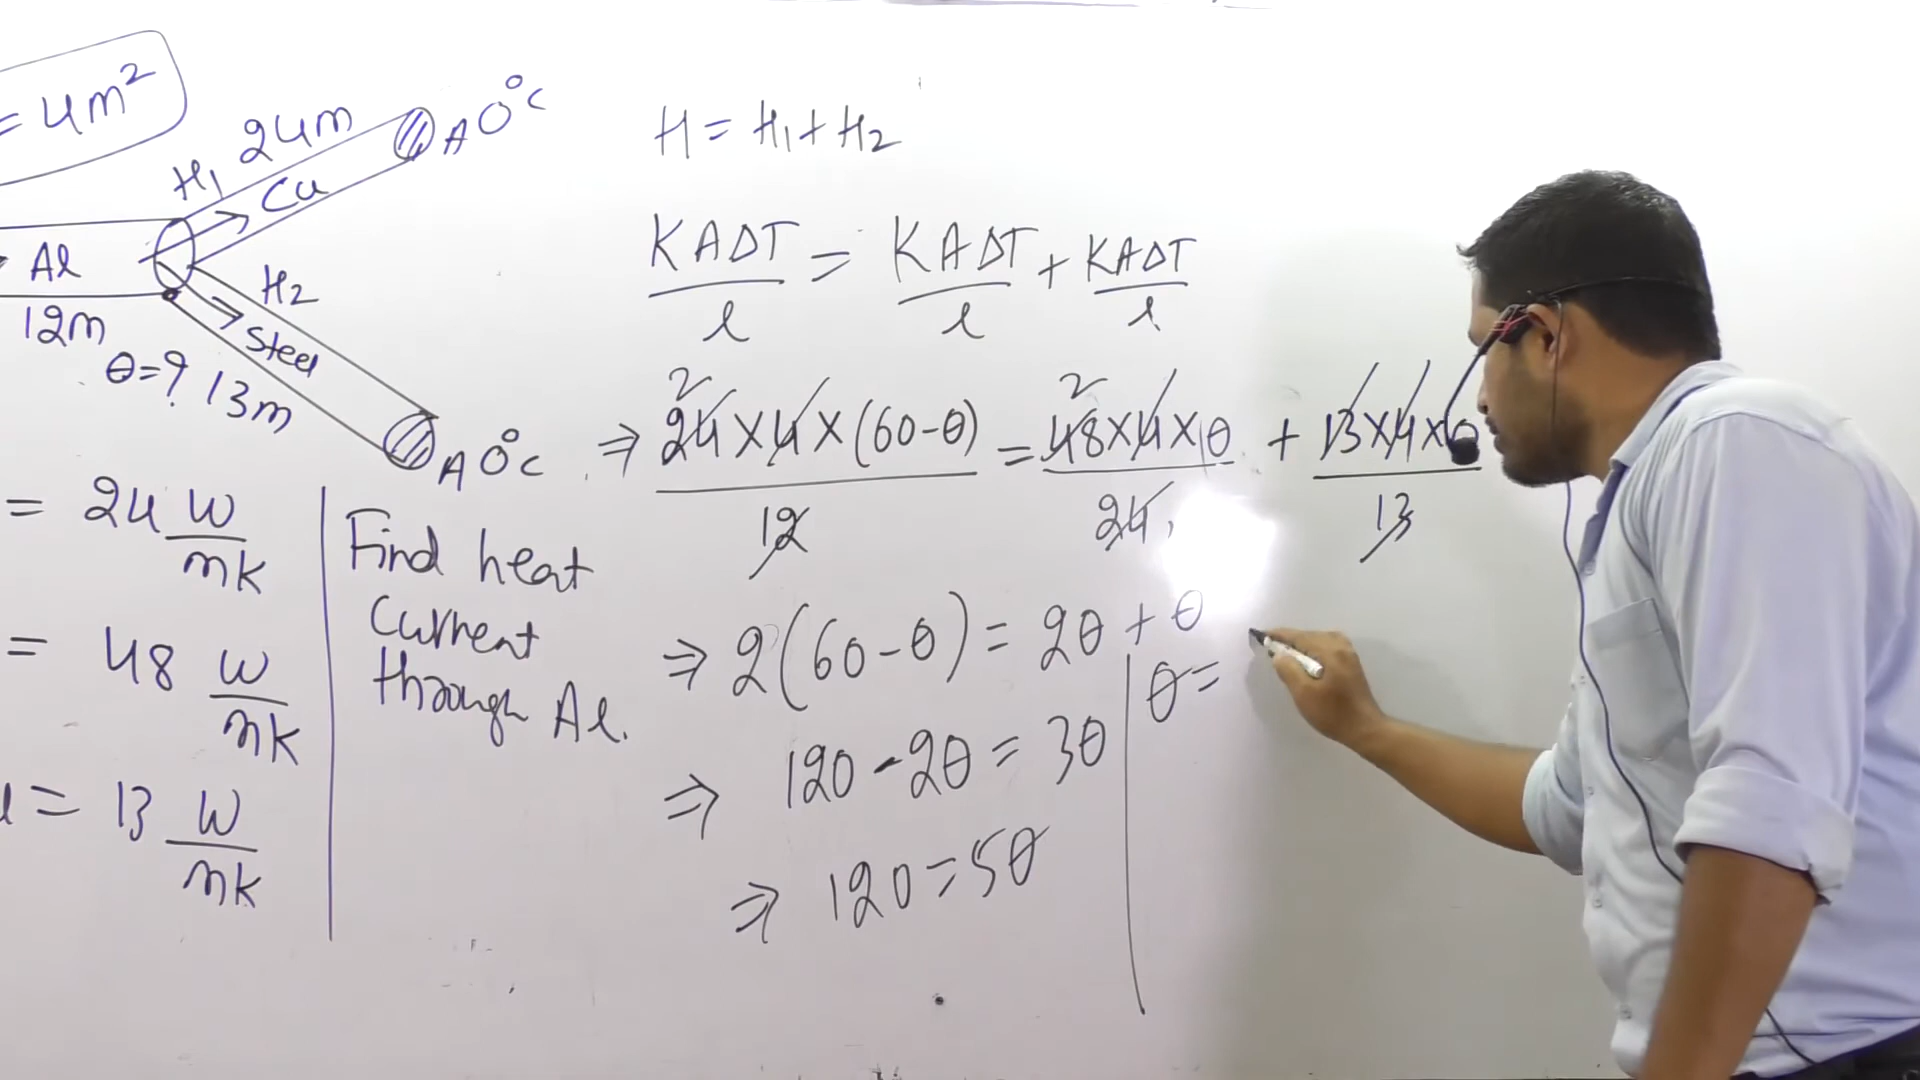 = 4m²
24m
A 0°c
H₁
Cu
Al
H₂
12m
Steel
θ=?
13m
A 0°c
= 24 W/mk
= 48 W/mk
= 13 W/mk
Find heat
current
through Al.
H = H₁ + H₂
KAΔT/l = KAΔT/l + KAΔT/l
2 2
⇒ 24×4×(60-θ)/12 = 48×4×θ/24 + 13×4×θ/13
⇒ 2(60-θ) = 2θ + θ
⇒ 120-2θ = 3θ
⇒ 120=5θ
θ=